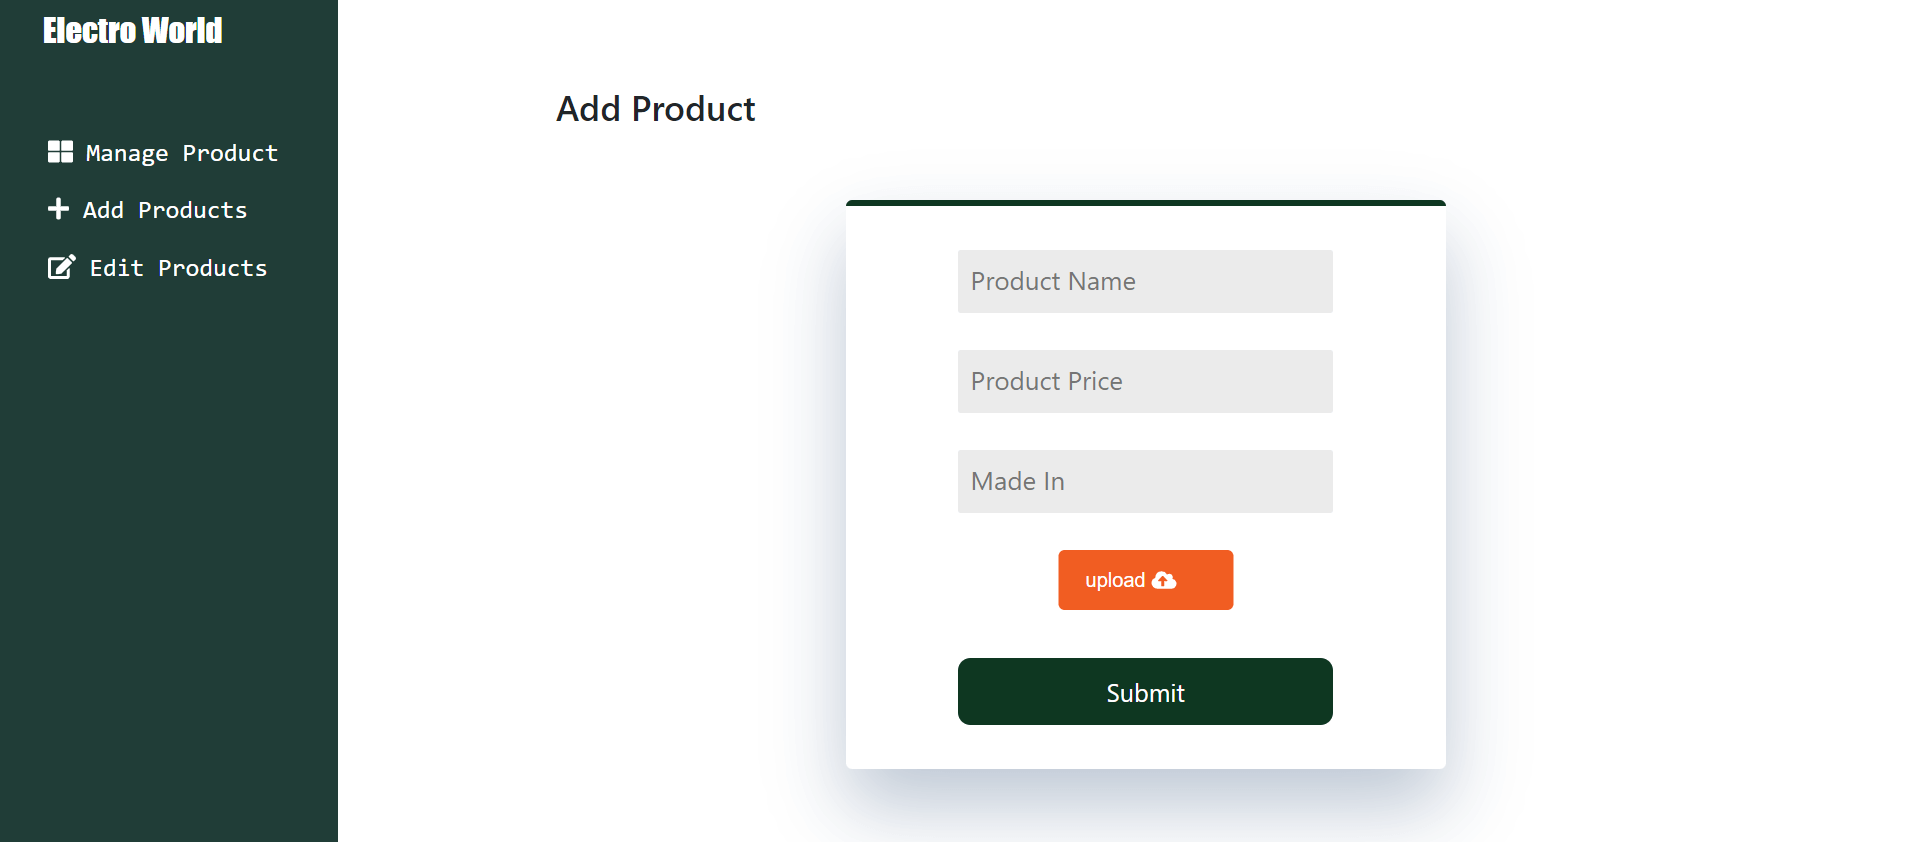 Electro World
Manage Product
Add Products
Edit Products
Add Product
Product Name
Product Price
Made In
upload
Submit